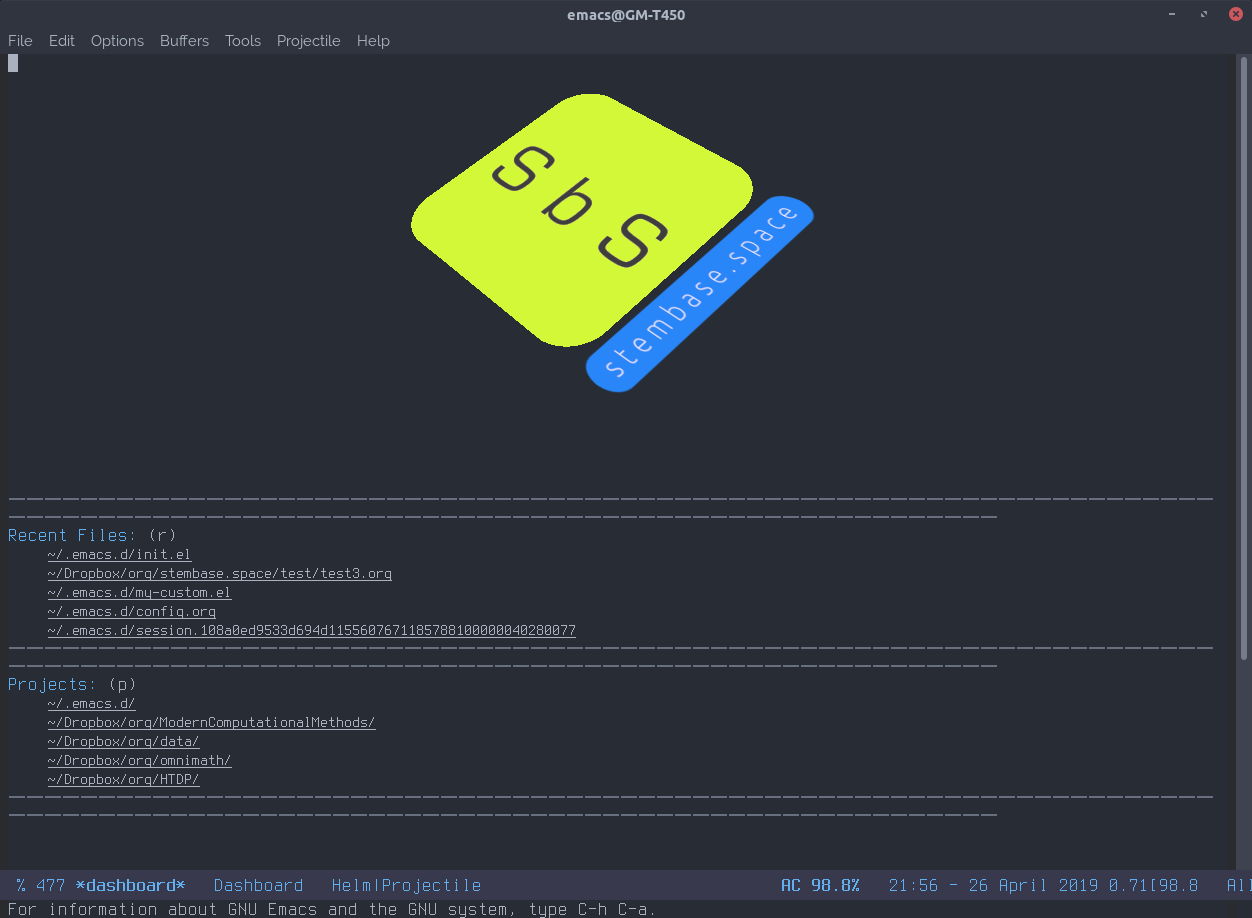 emacs@GM-T450
File Edit Options Buffers Tools Projectile Help
SbS
stembase.space
Recent Files: (r)
~/.emacs.d/init.el
~/Dropbox/org/stembase.space/test/test3.org
~/.emacs.d/my-custom.el
~/.emacs.d/config.org
~/.emacs.d/session.108a0ed9533d694d1155607671185788100000040280077
Projects: (p)
~/.emacs.d/
~/Dropbox/org/ModernComputationalMethods/
~/Dropbox/org/data/
~/Dropbox/org/omnimath/
~/Dropbox/org/HTDP/
% 477 *dashboard* Dashboard Helm|Projectile AC 98.8% 21:56 - 26 April 2019 0.71[98.8 All
For information about GNU Emacs and the GNU system, type C-h C-a.